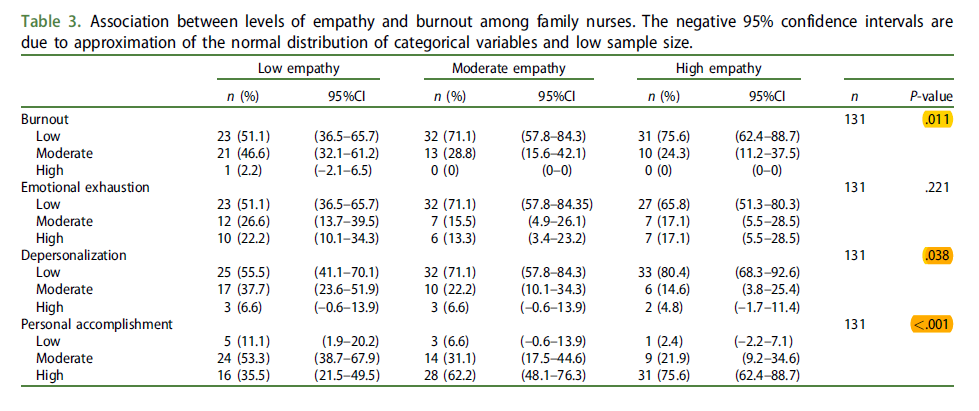 Table 3. Association between levels of empathy and burnout among family nurses. The negative 95% confidence intervals are
due to approximation of the normal distribution of categorical variables and low sample size.
Low empathy Moderate empathy High empathy
n (%) 95%CI n (%) 95%CI n (%) 95%CI n P-value
Burnout 131 .011
Low 23 (51.1) (36.5–65.7) 32 (71.1) (57.8–84.3) 31 (75.6) (62.4–88.7)
Moderate 21 (46.6) (32.1–61.2) 13 (28.8) (15.6–42.1) 10 (24.3) (11.2–37.5)
High 1 (2.2) (−2.1–6.5) 0 (0) (0–0) 0 (0) (0–0)
Emotional exhaustion 131 .221
Low 23 (51.1) (36.5–65.7) 32 (71.1) (57.8–84.35) 27 (65.8) (51.3–80.3)
Moderate 12 (26.6) (13.7–39.5) 7 (15.5) (4.9–26.1) 7 (17.1) (5.5–28.5)
High 10 (22.2) (10.1–34.3) 6 (13.3) (3.4–23.2) 7 (17.1) (5.5–28.5)
Depersonalization 131 .038
Low 25 (55.5) (41.1–70.1) 32 (71.1) (57.8–84.3) 33 (80.4) (68.3–92.6)
Moderate 17 (37.7) (23.6–51.9) 10 (22.2) (10.1–34.3) 6 (14.6) (3.8–25.4)
High 3 (6.6) (−0.6–13.9) 3 (6.6) (−0.6–13.9) 2 (4.8) (−1.7–11.4)
Personal accomplishment 131 <.001
Low 5 (11.1) (1.9–20.2) 3 (6.6) (−0.6–13.9) 1 (2.4) (−2.2–7.1)
Moderate 24 (53.3) (38.7–67.9) 14 (31.1) (17.5–44.6) 9 (21.9) (9.2–34.6)
High 16 (35.5) (21.5–49.5) 28 (62.2) (48.1–76.3) 31 (75.6) (62.4–88.7)